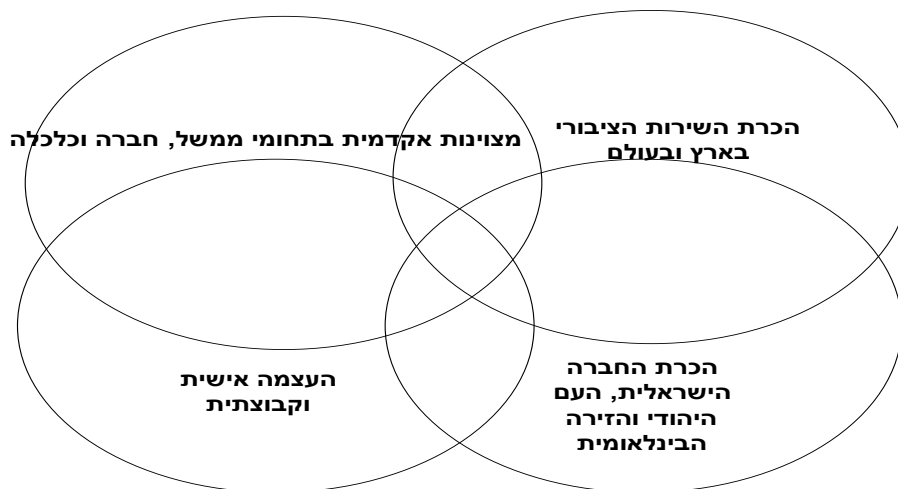 הכרת השירות הציבורי
בארץ ובעולם
מצוינות אקדמית בתחומי ממשל, חברה וכלכלה
הכרת החברה
הישראלית, העם
היהודי והזירה
הבינלאומית
העצמה אישית
וקבוצתית